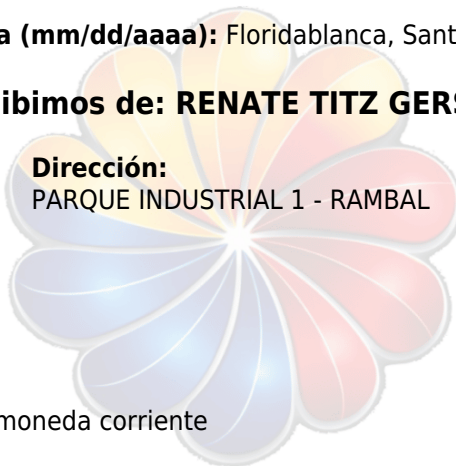 a (mm/dd/aaaa): Floridablanca, Sant
ibimos de: RENATE TITZ GERS
Dirección:
PARQUE INDUSTRIAL 1 - RAMBAL
moneda corriente